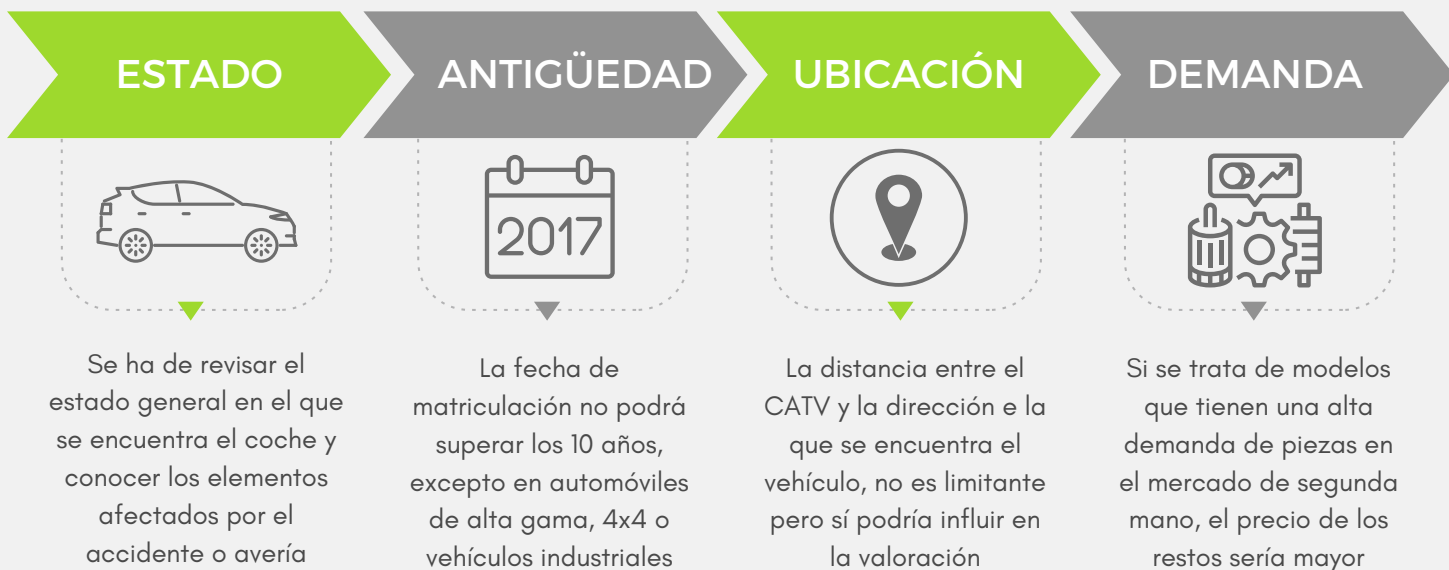 ESTADO
ANTIGÜEDAD
UBICACIÓN
DEMANDA
2017
Se ha de revisar el
estado general en el que
se encuentra el coche y
conocer los elementos
afectados por el
accidente o avería
La fecha de
matriculación no podrá
superar los 10 años,
excepto en automóviles
de alta gama, 4x4 o
vehículos industriales
La distancia entre el
CATV y la dirección e la
que se encuentra el
vehículo, no es limitante
pero sí podría influir en
la valoración
Si se trata de modelos
que tienen una alta
demanda de piezas en
el mercado de segunda
mano, el precio de los
restos sería mayor